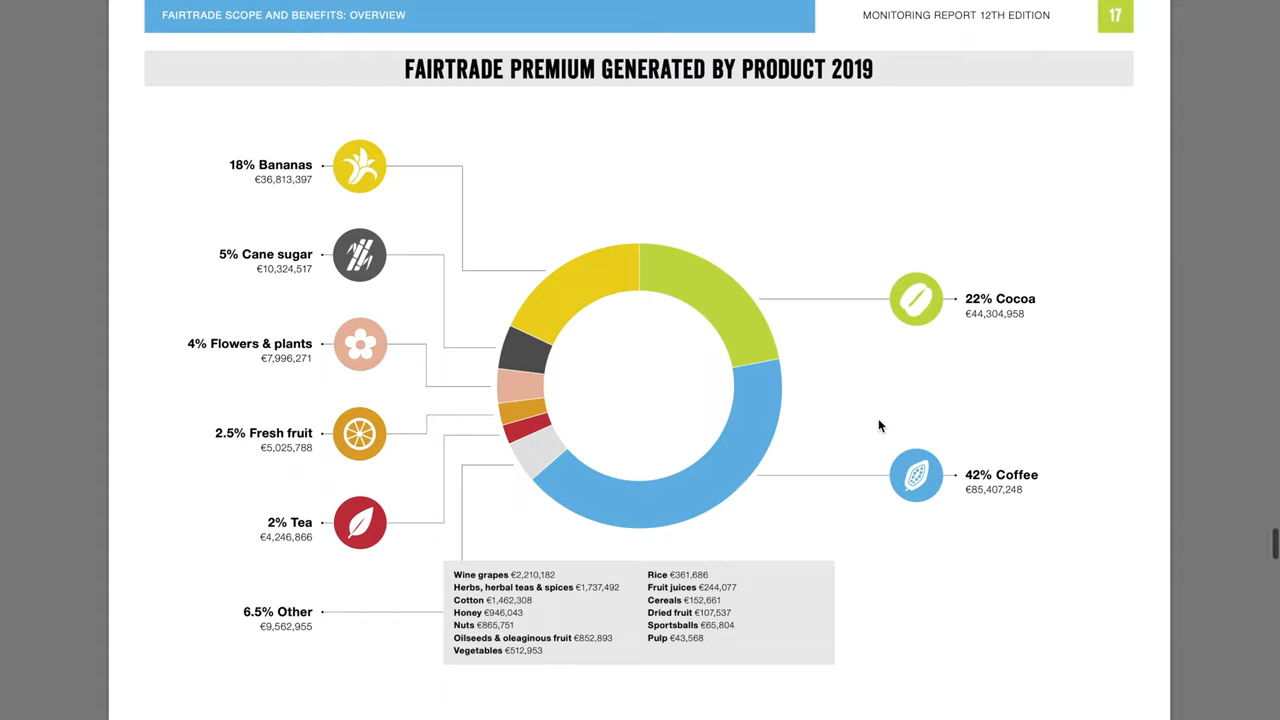 FAIRTRADE SCOPE AND BENEFITS: OVERVIEW
MONITORING REPORT 12TH EDITION
17
FAIRTRADE PREMIUM GENERATED BY PRODUCT 2019
18% Bananas
€36,813,397
5% Cane sugar
€10,324,517
4% Flowers & plants
€7,996,271
2.5% Fresh fruit
€5,025,788
2% Tea
€4,246,866
6.5% Other
€9,562,955
22% Cocoa
€44,304,958
42% Coffee
€85,407,248
Wine grapes €2,210,182
Herbs, herbal teas & spices €1,737,492
Cotton €1,462,308
Honey €946,043
Nuts €865,751
Oilseeds & oleaginous fruit €852,893
Vegetables €512,953
Rice €361,686
Fruit juices €244,077
Cereals €152,661
Dried fruit €107,537
Sportsballs €65,804
Pulp €43,568